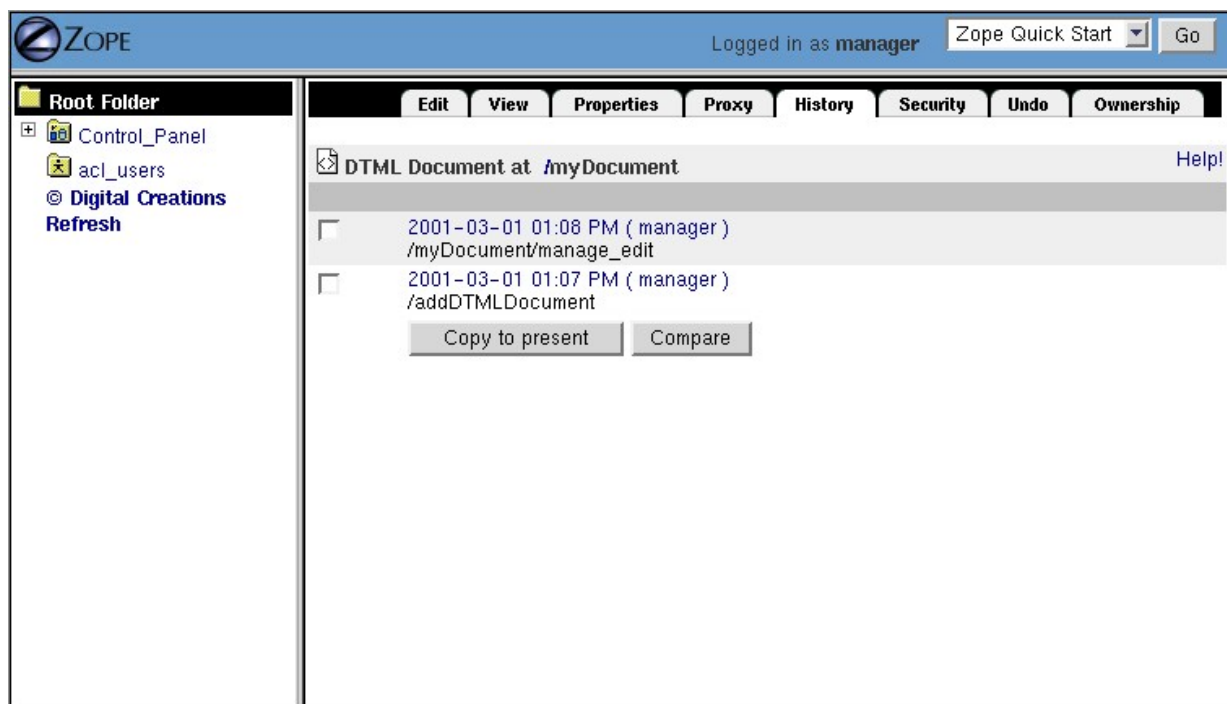 ZOPE
Logged in as manager
Zope Quick Start
Go
Root Folder
Control_Panel
acl_users
© Digital Creations
Refresh
Edit View Properties Proxy History Security Undo Ownership
DTML Document at /myDocument
Help!
2001-03-01 01:08 PM ( manager )
/myDocument/manage_edit
2001-03-01 01:07 PM ( manager )
/addDTMLDocument
Copy to present Compare